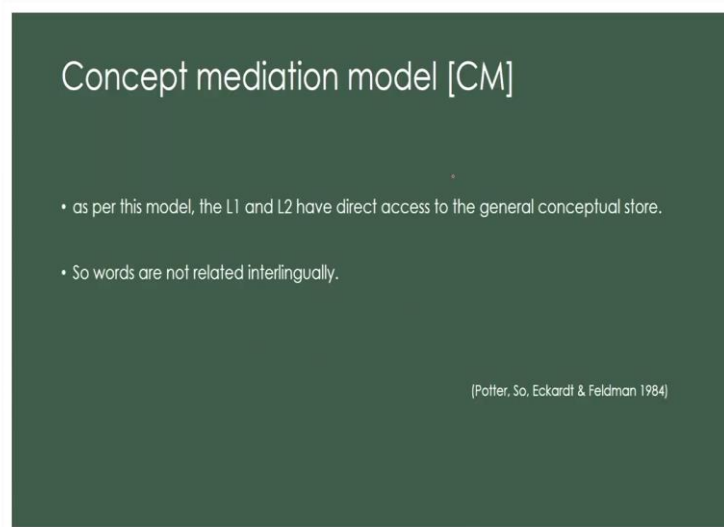 Concept mediation model [CM]
• as per this model, the L1 and L2 have direct access to the general conceptual store.
• So words are not related interlingually.
(Potter, So, Eckardt & Feldman 1984)